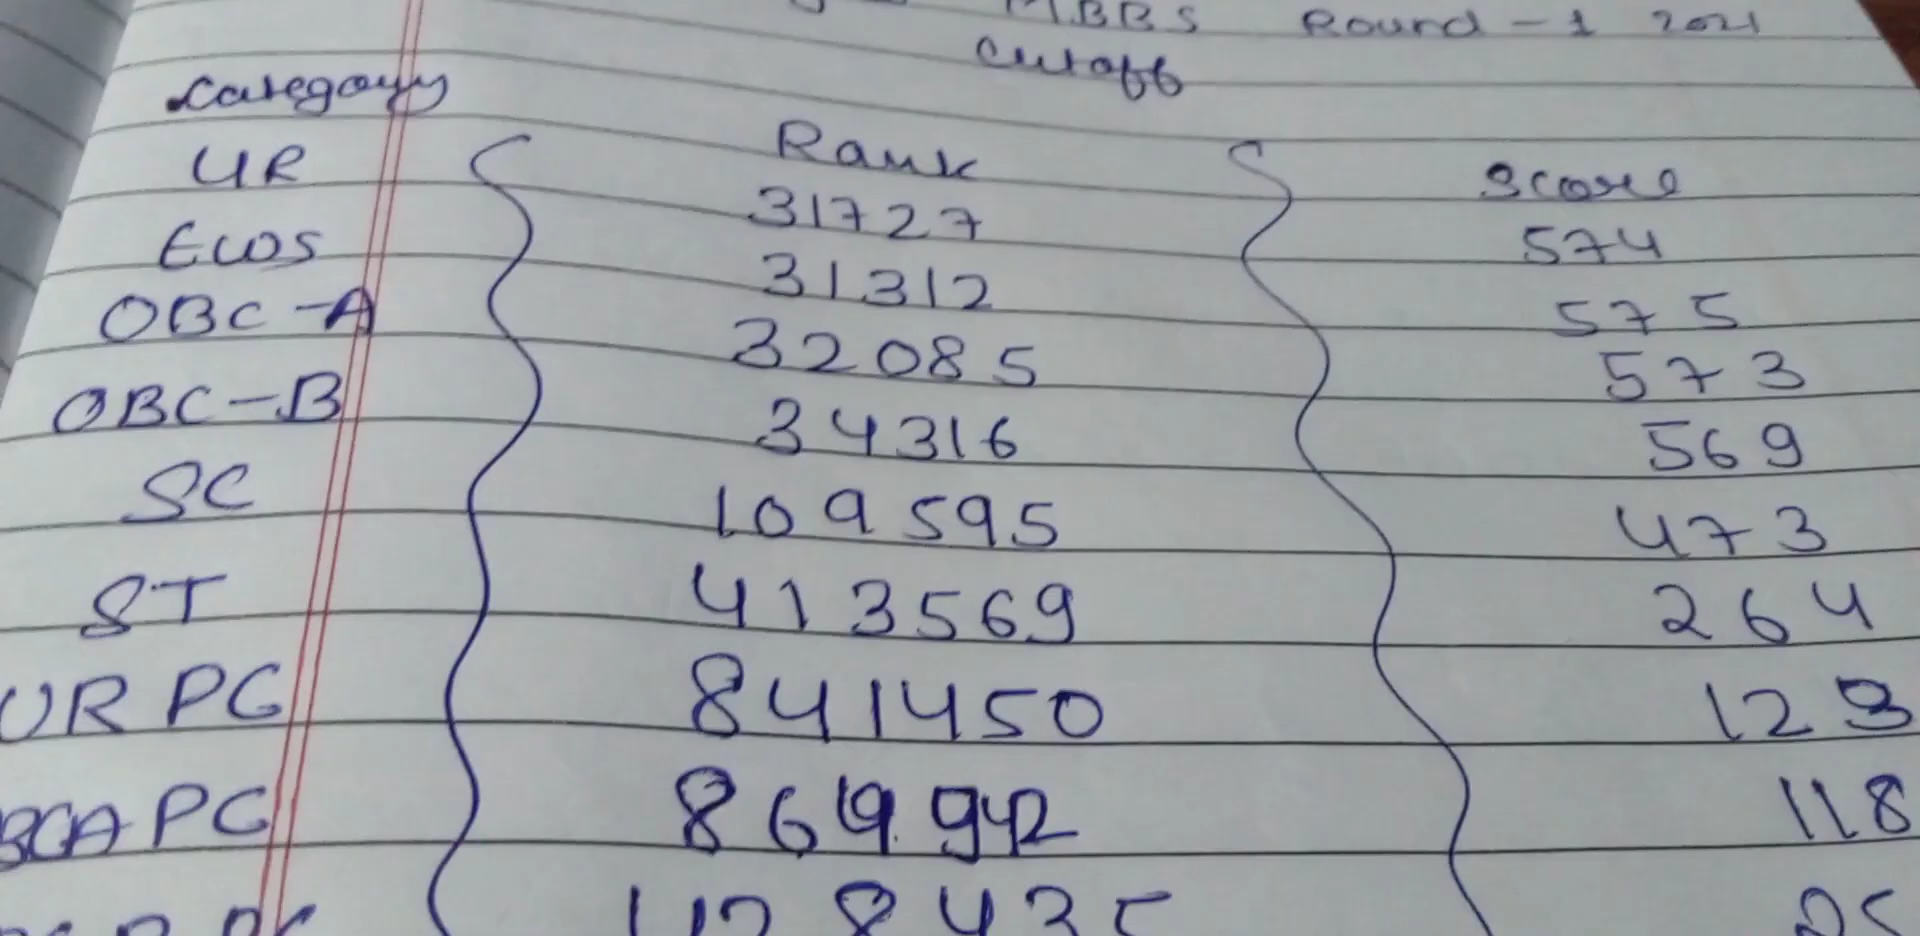 MBBS Round - 1 2021
Cutoff
Category Rank Score
UR 31727 574
EWS 31312 575
OBC-A 32085 573
OBC-B 34316 569
SC 109595 473
ST 413569 264
UR PC 841450 123
PC 118